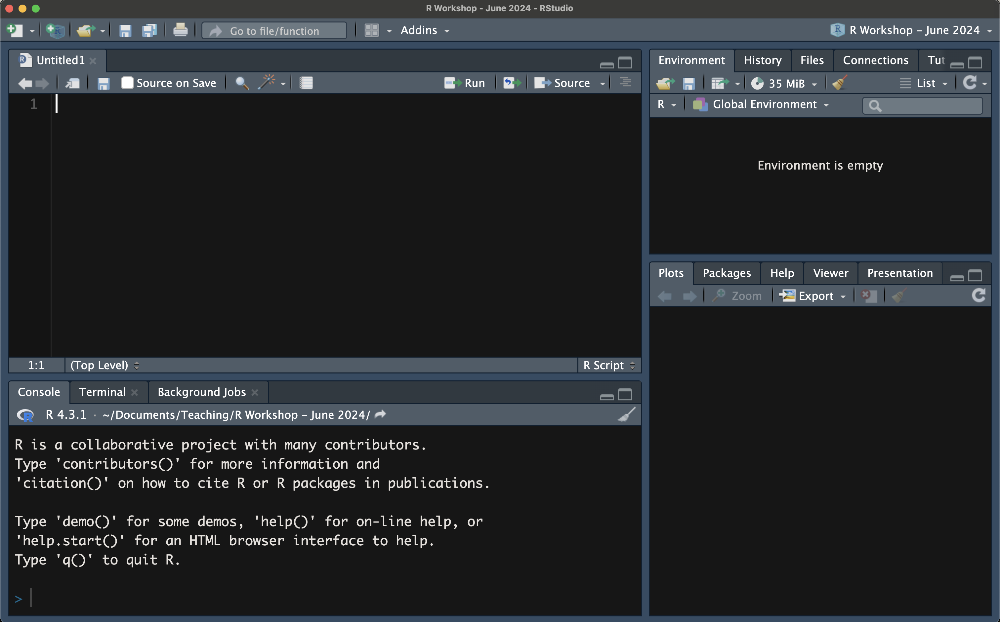 R Workshop - June 2024 - RStudio
Go to file/function
Addins
R Workshop – June 2024
Untitled1
Source on Save
Run
Source
1
1:1
(Top Level)
R Script
Console
Terminal
Background Jobs
R 4.3.1 · ~/Documents/Teaching/R Workshop – June 2024/
R is a collaborative project with many contributors.
Type 'contributors()' for more information and
'citation()' on how to cite R or R packages in publications.
Type 'demo()' for some demos, 'help()' for on-line help, or
'help.start()' for an HTML browser interface to help.
Type 'q()' to quit R.
>
Environment
History
Files
Connections
Tut
35 MiB
List
R
Global Environment
Environment is empty
Plots
Packages
Help
Viewer
Presentation
Zoom
Export